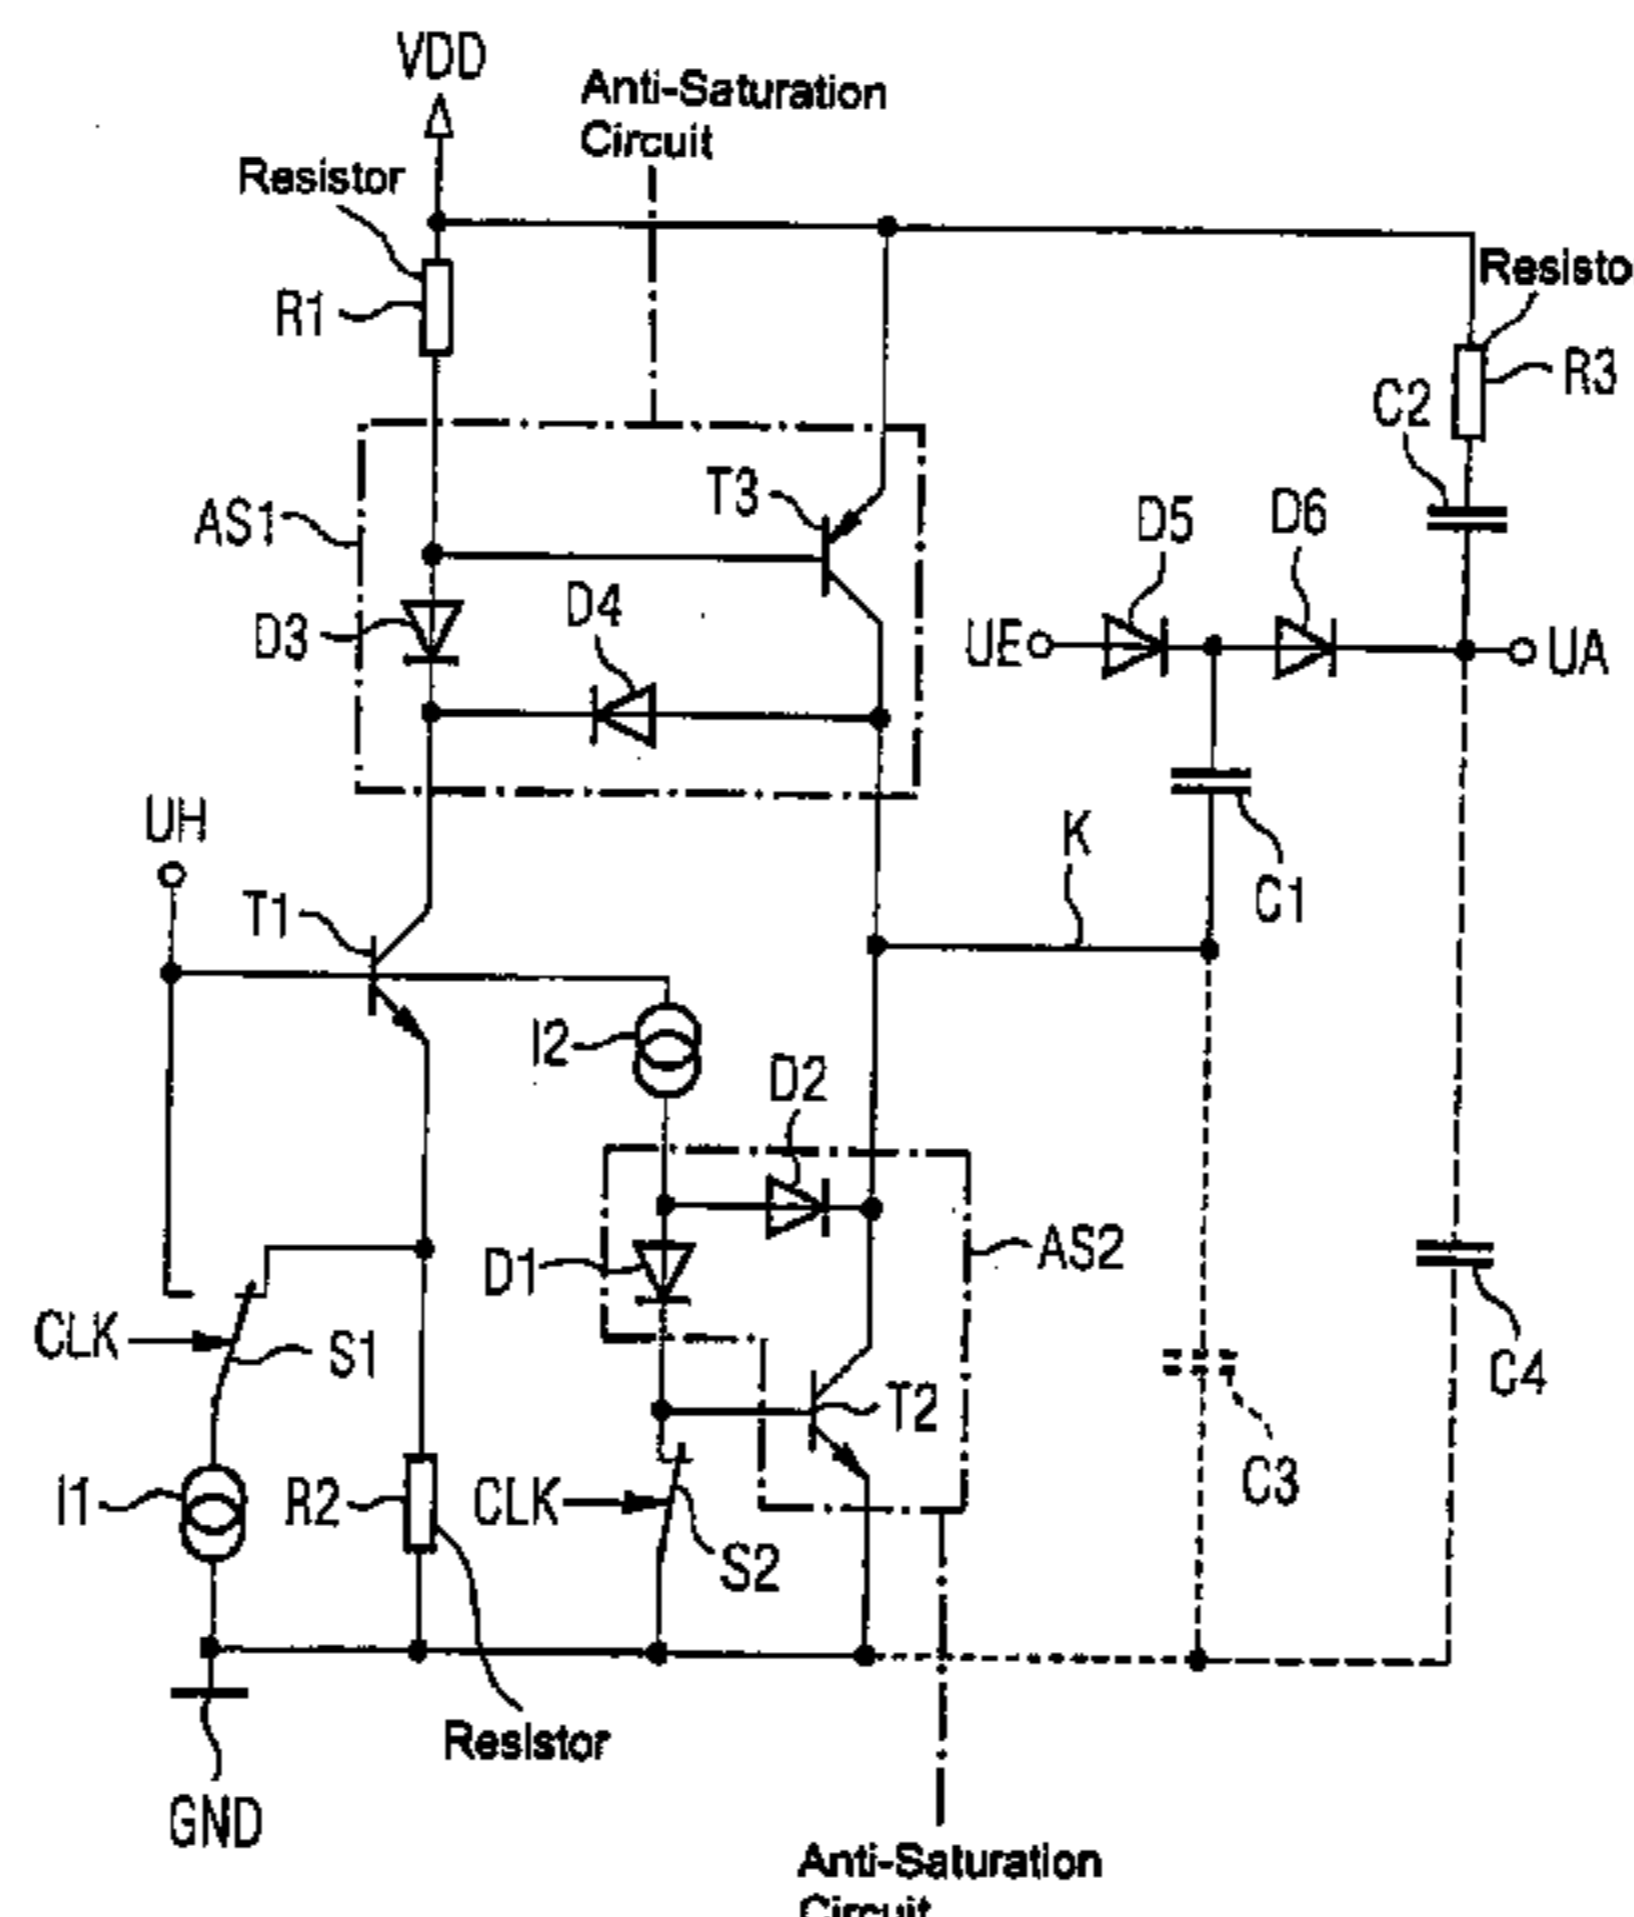 VDD
Anti-Saturation
Circuit
Resistor
R1
Resisto
R3
C2
T3
AS1
D5
D6
D4
D3
UE
UA
UH
T1
K
C1
I2
D2
D1
AS2
CLK
S1
C4
T2
C3
I1
R2
CLK
S2
Resistor
GND
Anti-Saturation
Circuit